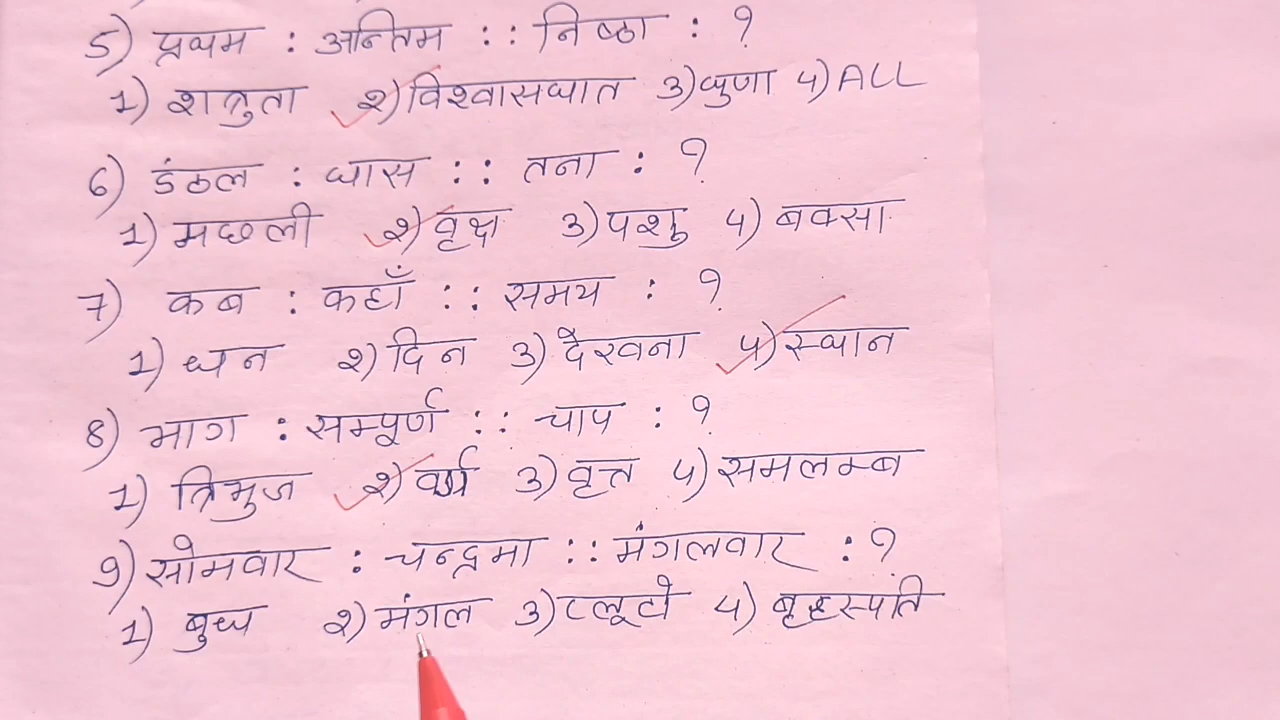 5) प्रथम : अन्तिम :: निष्ठा : ?
1) शत्रुता 2) विश्वासघात 3) घृणा 4) ALL
6) डंठल : घास :: तना : ?
1) मछली 2) वृक्ष 3) पशु 4) बक्सा
7) कब : कहाँ :: समय : ?
1) धन 2) दिन 3) देखना 4) स्थान
8) भाग : सम्पूर्ण :: चाप : ?
1) त्रिभुज 2) 3) वृत्त 4) समलम्ब
9) सोमवार : चन्द्रमा :: मंगलवार : ?
1) बुध 2) मंगल 3) प्लूटो 4) बृहस्पति